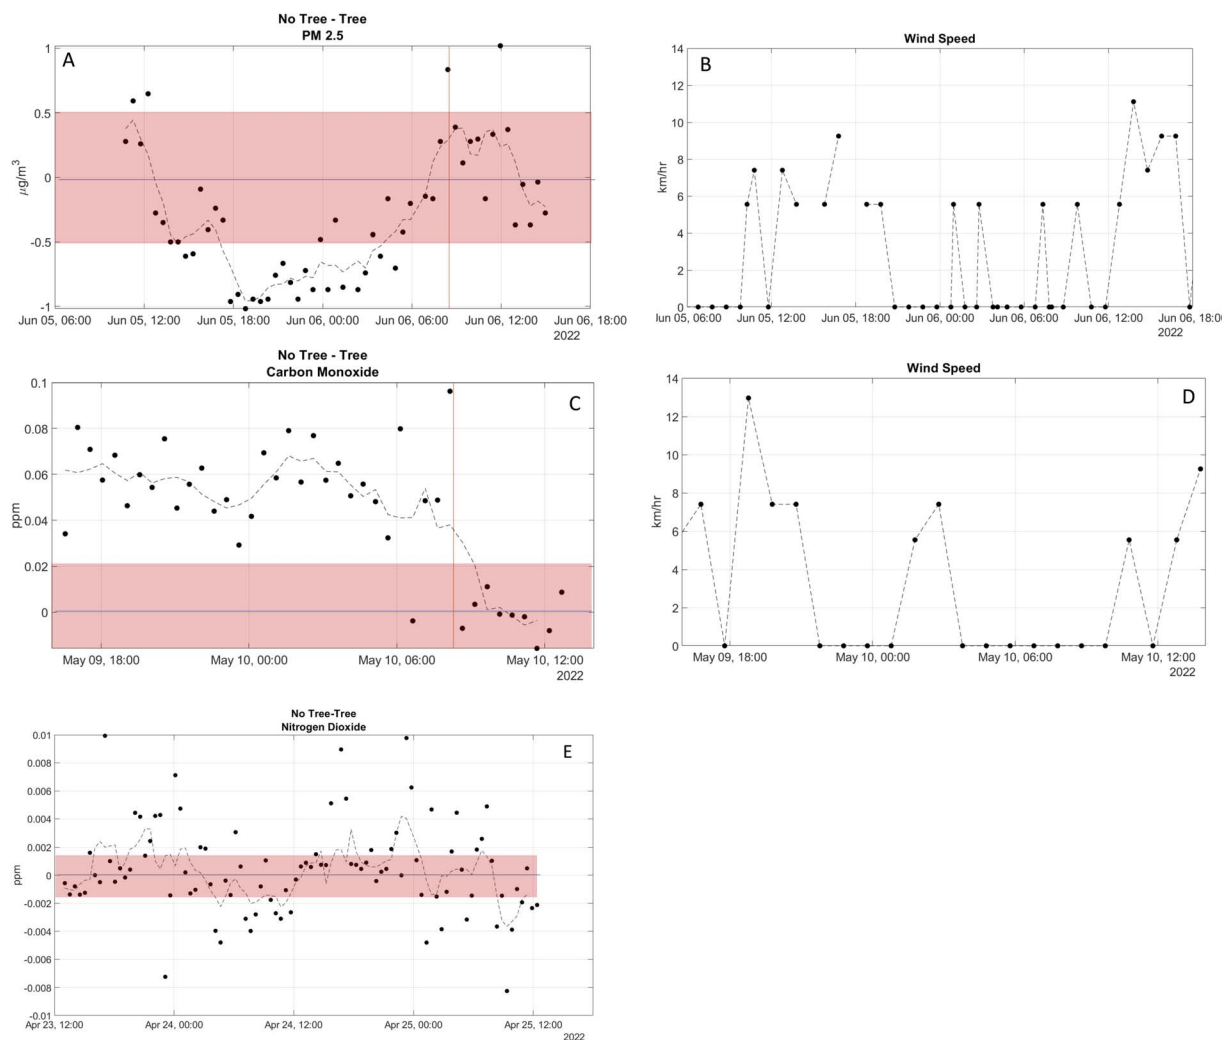 No Tree - Tree
PM 2.5
A
1
0.5
0
-0.5
-1
µg/m3
Jun 05, 06:00 Jun 05, 12:00 Jun 05, 18:00 Jun 06, 00:00 Jun 06, 06:00 Jun 06, 12:00 Jun 06, 18:00
2022
Wind Speed
B
14
12
10
8
6
4
2
0
km/hr
Jun 05, 06:00 Jun 05, 12:00 Jun 05, 18:00 Jun 06, 00:00 Jun 06, 06:00 Jun 06, 12:00 Jun 06, 18:00
2022
No Tree - Tree
Carbon Monoxide
C
0.1
0.08
0.06
0.04
0.02
0
ppm
May 09, 18:00 May 10, 00:00 May 10, 06:00 May 10, 12:00
2022
Wind Speed
D
14
12
10
8
6
4
2
0
km/hr
May 09, 18:00 May 10, 00:00 May 10, 06:00 May 10, 12:00
2022
No Tree-Tree
Nitrogen Dioxide
E
0.01
0.008
0.006
0.004
0.002
0
-0.002
-0.004
-0.006
-0.008
-0.01
ppm
Apr 23, 12:00 Apr 24, 00:00 Apr 24, 12:00 Apr 25, 00:00 Apr 25, 12:00
2022